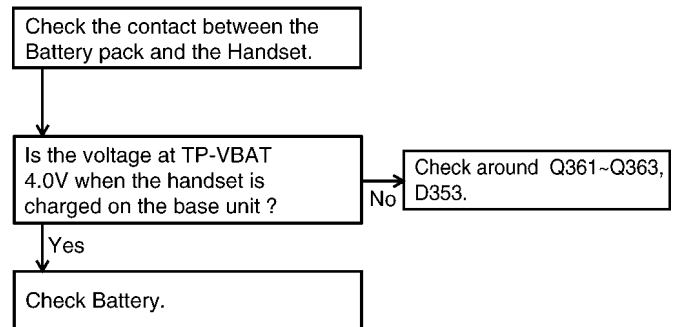 Check the contact between the
Battery pack and the Handset.
Is the voltage at TP-VBAT
4.0V when the handset is
charged on the base unit ?
No
Check around Q361~Q363,
D353.
Yes
Check Battery.